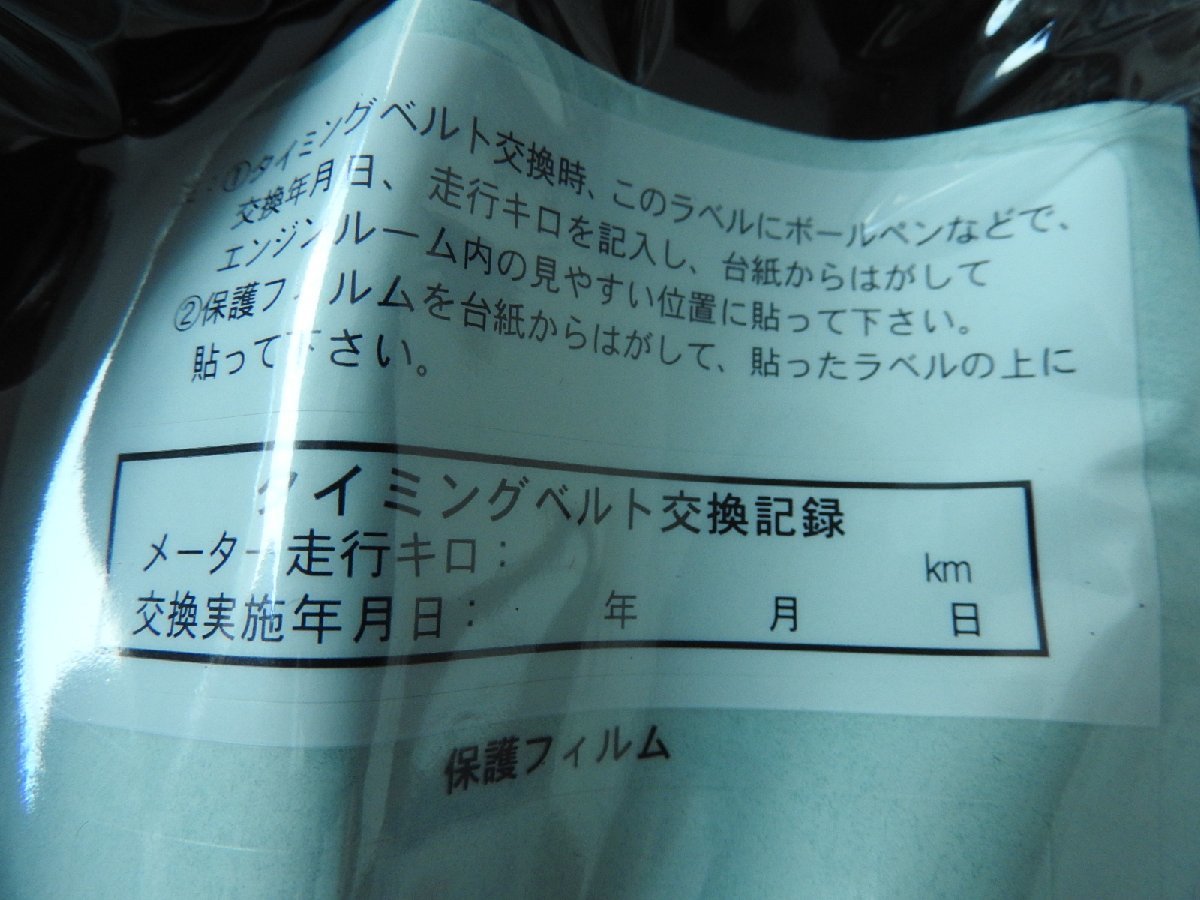 ①タイミングベルト交換時、このラベルにボールペンなどで、
交換年月日、走行キロを記入し、台紙からはがして
エンジンルーム内の見やすい位置に貼って下さい。
②保護フィルムを台紙からはがして、貼ったラベルの上に
貼って下さい。
タイミングベルト交換記録
メーター走行キロ： km
交換実施年月日： 年 月 日
保護フィルム